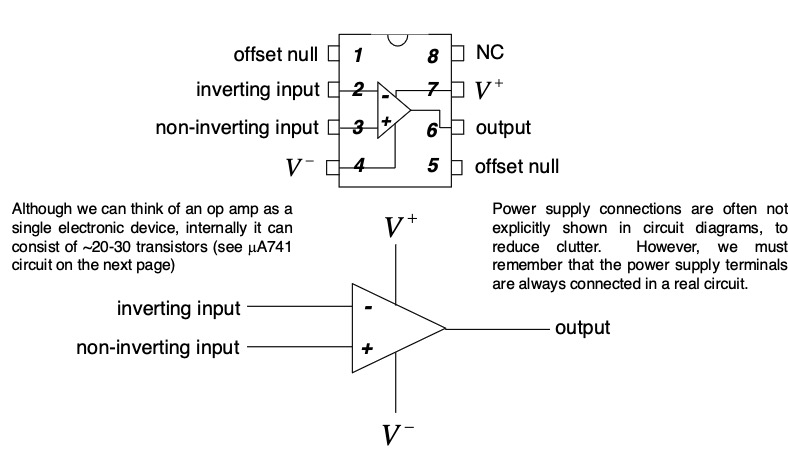 offset null 1 8 NC
inverting input 2 - 7 V⁺
non-inverting input 3 + 6 output
V⁻ 4 5 offset null
Although we can think of an op amp as a
single electronic device, internally it can
consist of ~20-30 transistors (see μA741
circuit on the next page)
Power supply connections are often not
explicitly shown in circuit diagrams, to
reduce clutter. However, we must
remember that the power supply terminals
are always connected in a real circuit.
V⁺
inverting input -
output
non-inverting input +
V⁻